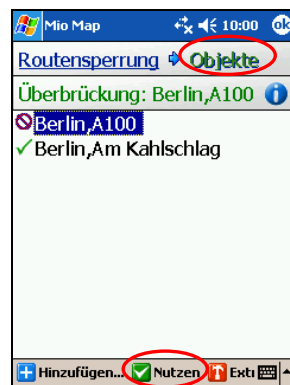 Mio Map 10:00 ok
Routensperrung Objekte
Überbrückung: Berlin,A100
Berlin,A100
Berlin,Am Kahlschlag
Hinzufügen... Nutzen Extr